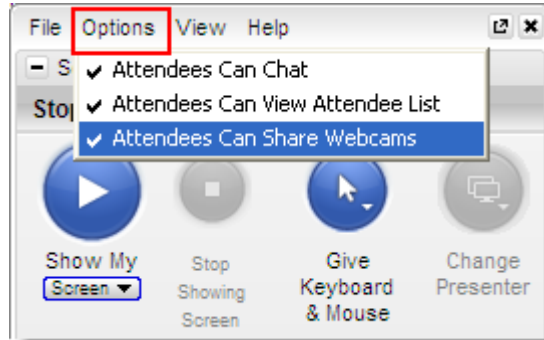 File Options View Help
S
Attendees Can Chat
Attendees Can View Attendee List
Stop
Attendees Can Share Webcams
Show My
Screen
Stop
Showing
Screen
Give
Keyboard
& Mouse
Change
Presenter